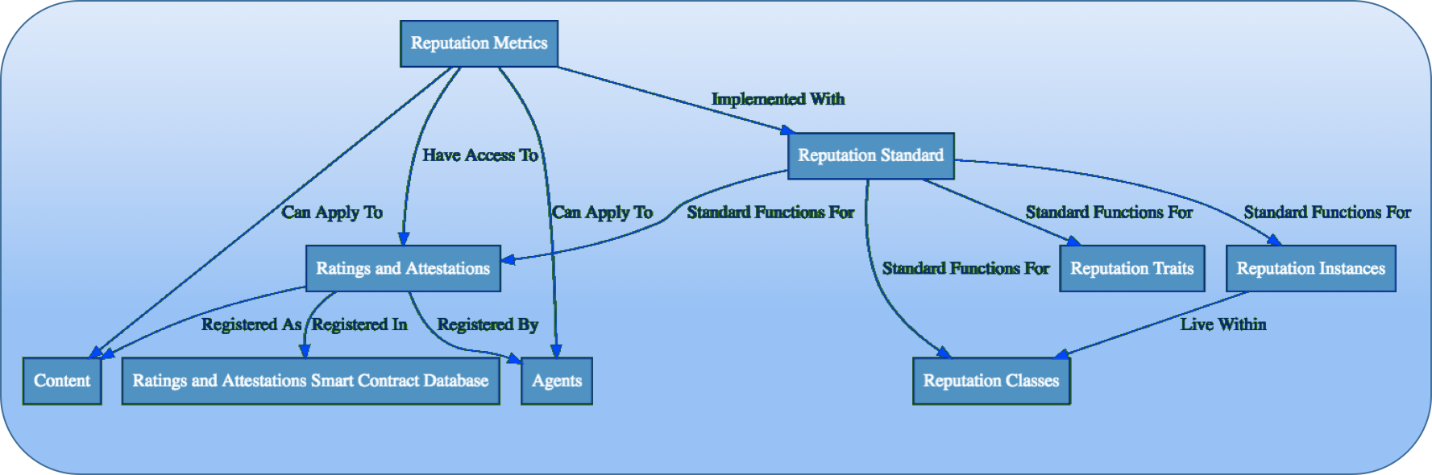 Reputation Metrics
Implemented With
Have Access To
Reputation Standard
Can Apply To
Can Apply To
Standard Functions For
Standard Functions For
Standard Functions For
Ratings and Attestations
Standard Functions For
Reputation Traits
Reputation Instances
Registered As
Registered In
Registered By
Live Within
Content
Ratings and Attestations Smart Contract Database
Agents
Reputation Classes